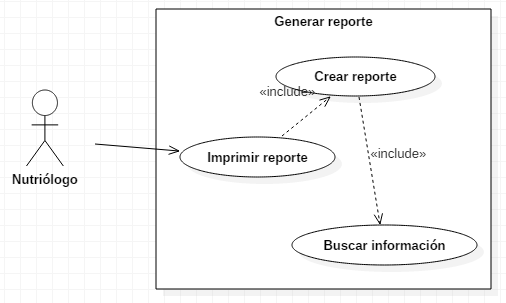 Generar reporte
Crear reporte
«include»
Imprimir reporte
«include»
Nutriólogo
Buscar información